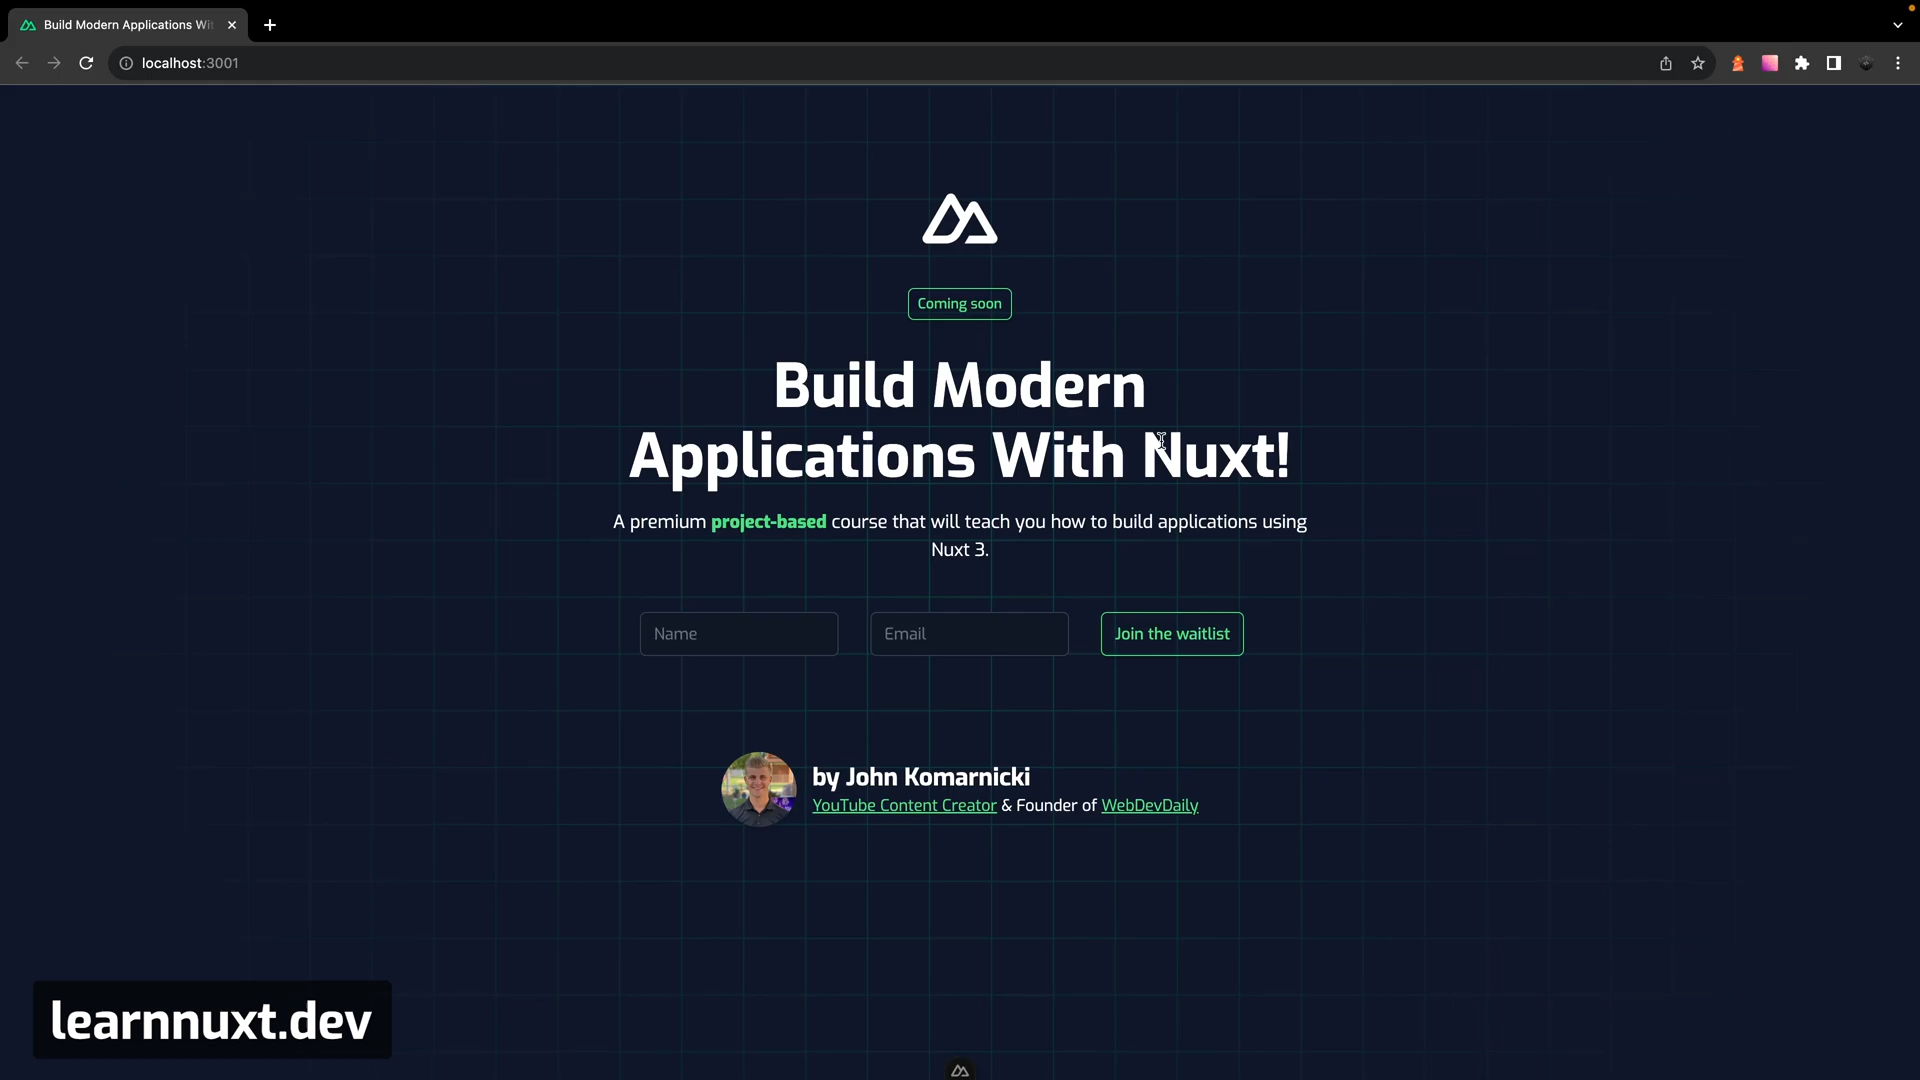 Build Modern Applications Wit
localhost:3001
Coming soon
Build Modern
Applications With Nuxt!
A premium project-based course that will teach you how to build applications using
Nuxt 3.
Name
Email
Join the waitlist
by John Komarnicki
YouTube Content Creator & Founder of WebDevDaily
learnnuxt.dev